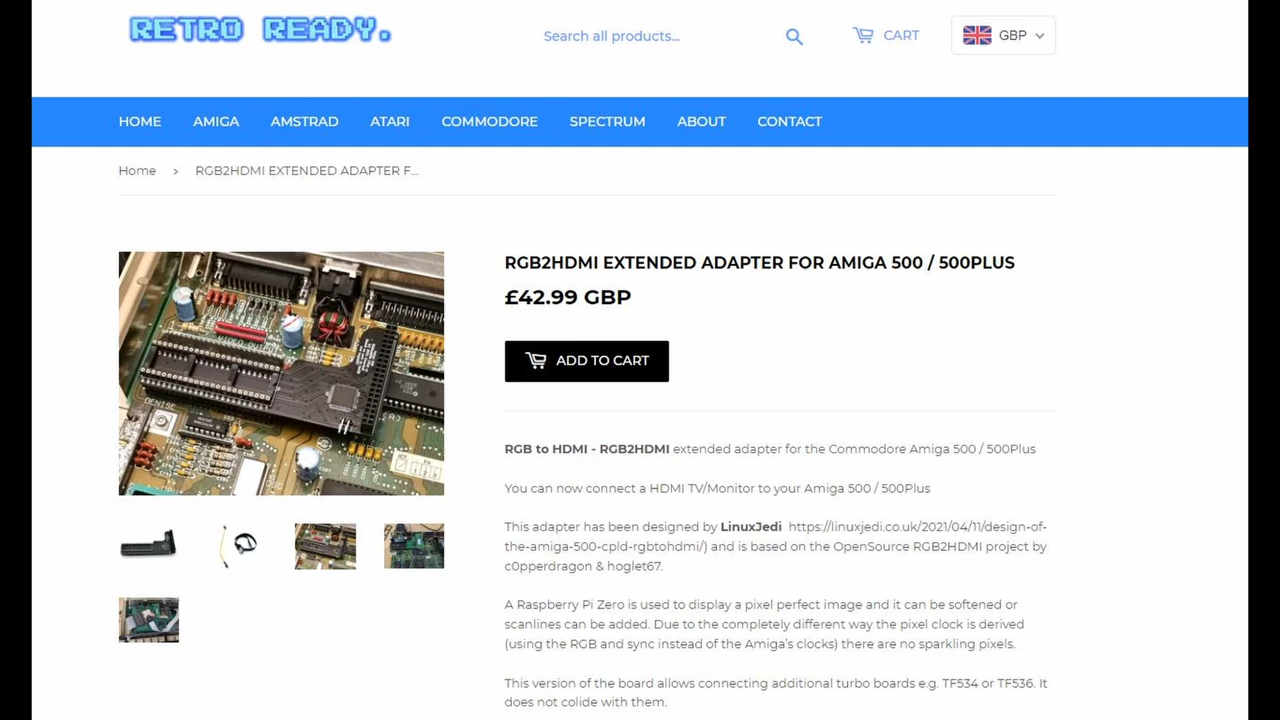 RETRO READY.
Search all products...
CART
GBP
HOME AMIGA AMSTRAD ATARI COMMODORE SPECTRUM ABOUT CONTACT
Home › RGB2HDMI EXTENDED ADAPTER F...
RGB2HDMI EXTENDED ADAPTER FOR AMIGA 500 / 500PLUS
£42.99 GBP
ADD TO CART
DENISE
RGB to HDMI - RGB2HDMI extended adapter for the Commodore Amiga 500 / 500Plus
You can now connect a HDMI TV/Monitor to your Amiga 500 / 500Plus
This adapter has been designed by LinuxJedi https://linuxjedi.co.uk/2021/04/11/design-of-
the-amiga-500-cpld-rgbtohdmi/) and is based on the OpenSource RGB2HDMI project by
c0pperdragon & hoglet67.
A Raspberry Pi Zero is used to display a pixel perfect image and it can be softened or
scanlines can be added. Due to the completely different way the pixel clock is derived
(using the RGB and sync instead of the Amiga's clocks) there are no sparkling pixels.
This version of the board allows connecting additional turbo boards e.g. TF534 or TF536. It
does not colide with them.